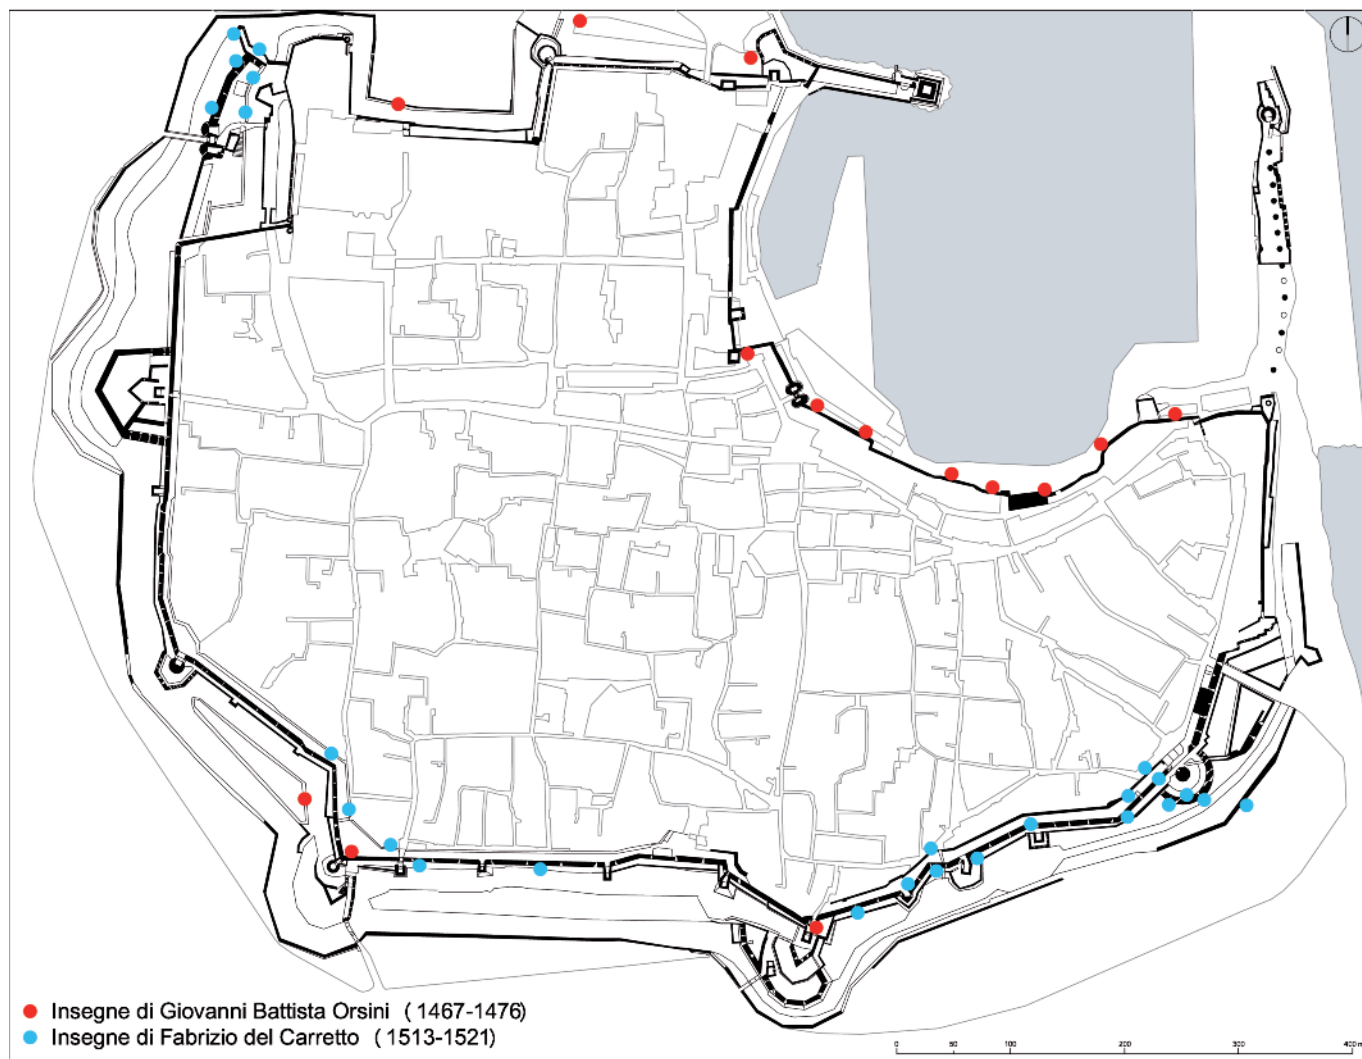 Insegne di Giovanni Battista Orsini (1467-1476)
Insegne di Fabrizio del Carretto (1513-1521)
0 50 100 200 300 400 m